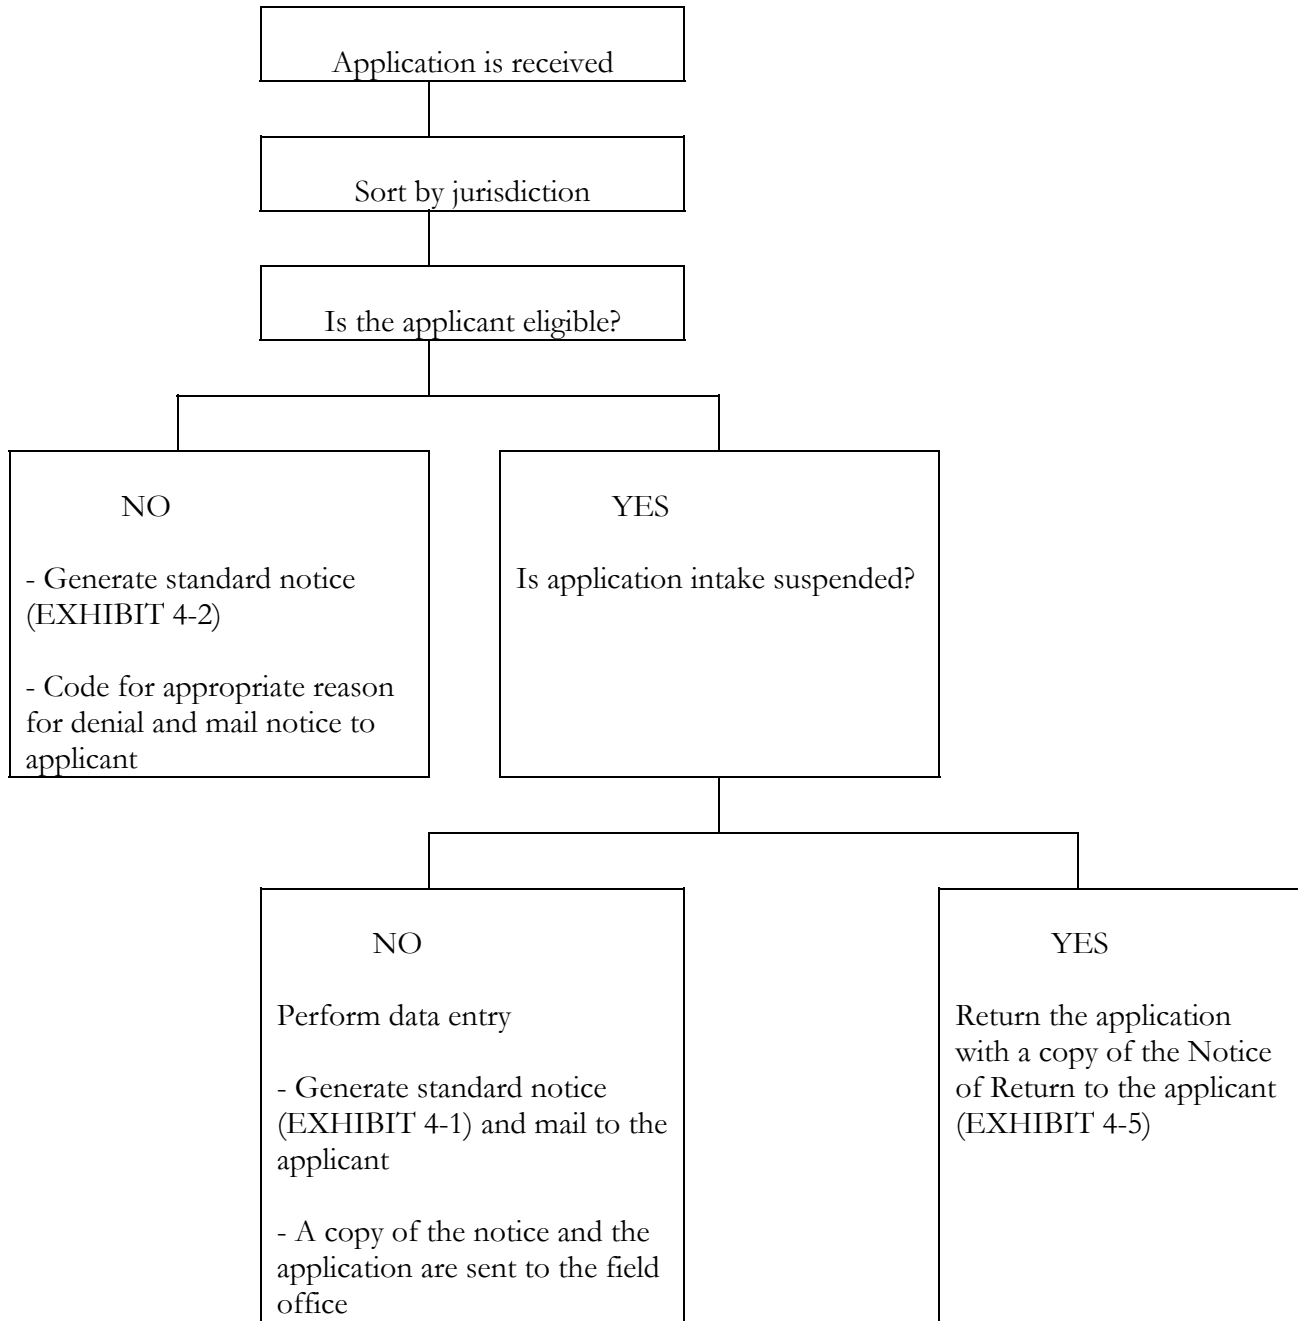 Application is received
Sort by jurisdiction
Is the applicant eligible?
NO
- Generate standard notice
(EXHIBIT 4-2)
- Code for appropriate reason
for denial and mail notice to
applicant
YES
Is application intake suspended?
NO
Perform data entry
- Generate standard notice
(EXHIBIT 4-1) and mail to the
applicant
- A copy of the notice and the
application are sent to the field
office
YES
Return the application
with a copy of the Notice
of Return to the applicant
(EXHIBIT 4-5)